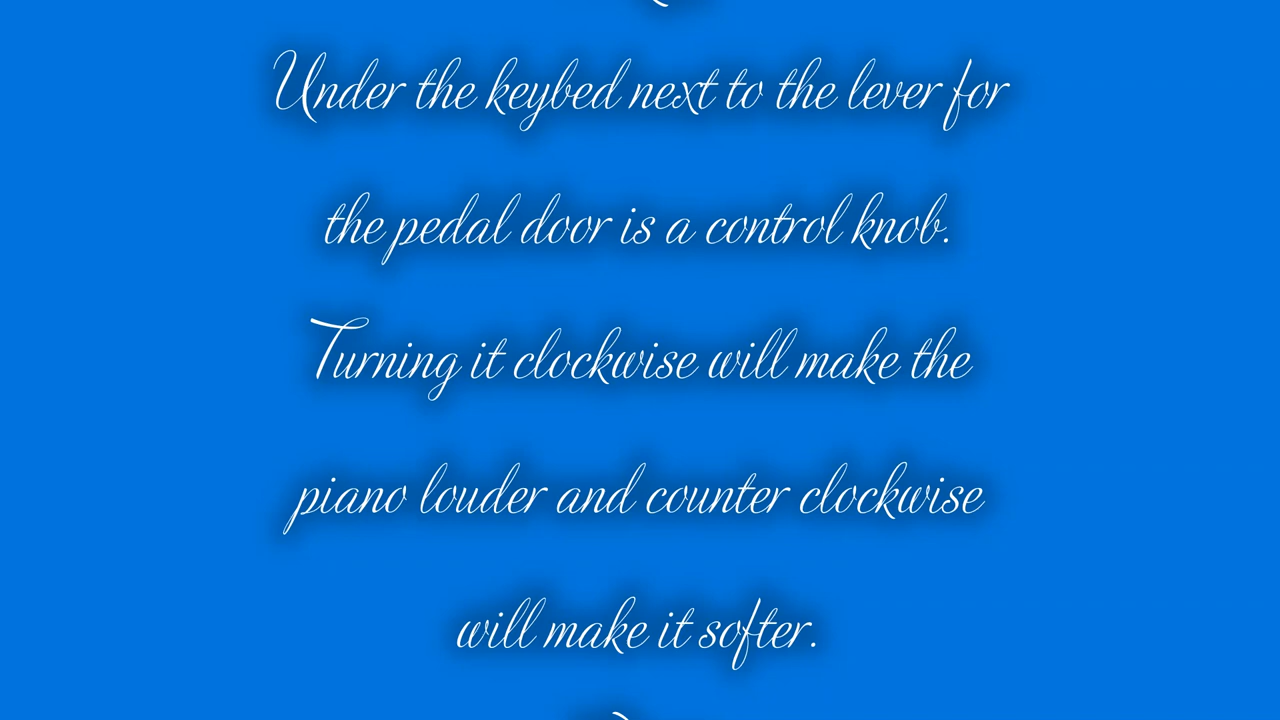 Under the keybed next to the lever for
the pedal door is a control knob.
Turning it clockwise will make the
piano louder and counter clockwise
will make it softer.